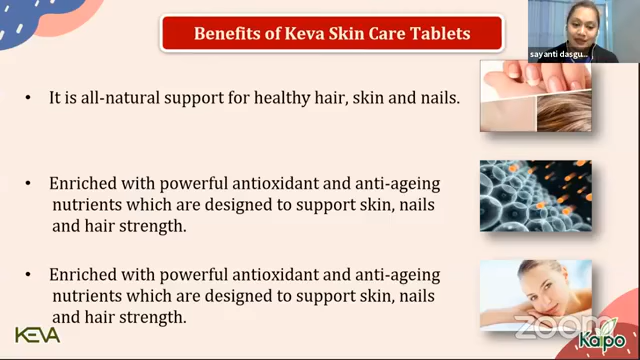 Benefits of Keva Skin Care Tablets
sayanti dasgu...
• It is all-natural support for healthy hair, skin and nails.
• Enriched with powerful antioxidant and anti-ageing
nutrients which are designed to support skin, nails
and hair strength.
• Enriched with powerful antioxidant and anti-ageing
nutrients which are designed to support skin, nails
and hair strength.
KEVA
zoom
Kaipo